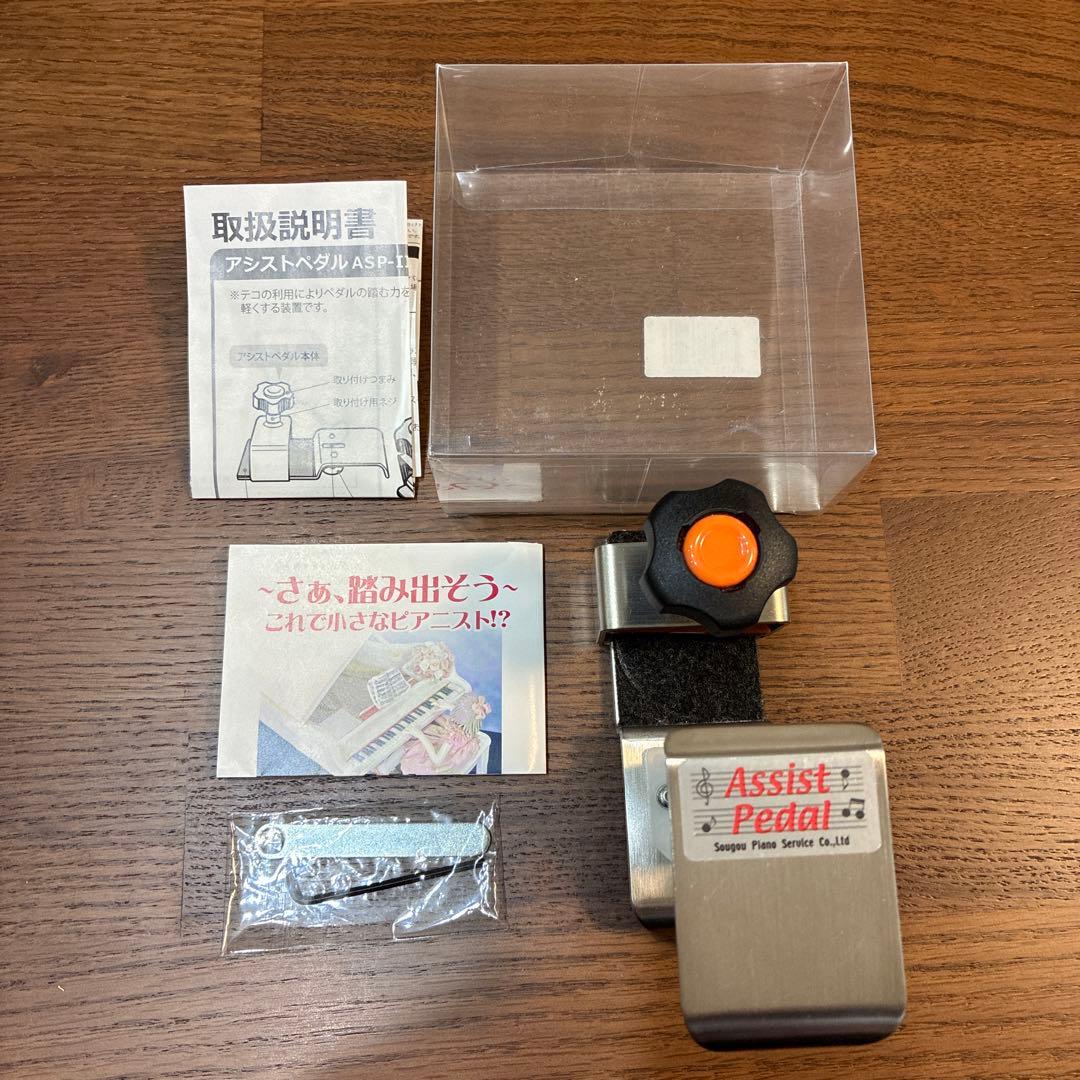 取扱説明書
アシストペダル ASP-I
※テコの利用によりペダルの踏む力を
軽くする装置です。
アシストペダル本体
取り付けつまみ
取り付け用ネジ
~さぁ、踏み出そう~
これで小さなピアニスト!?
Assist
Pedal
Sougou Piano Service Co.,Ltd